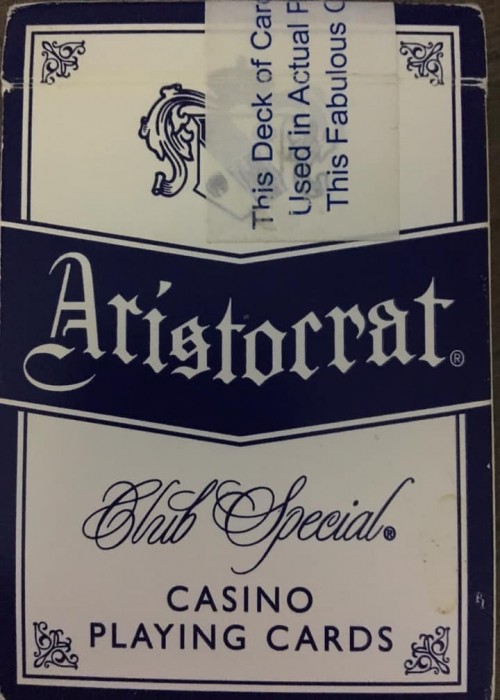 This Deck of Car
Used in Actual
This Fabulous
Aristocrat®
Club Special®
CASINO
PLAYING CARDS